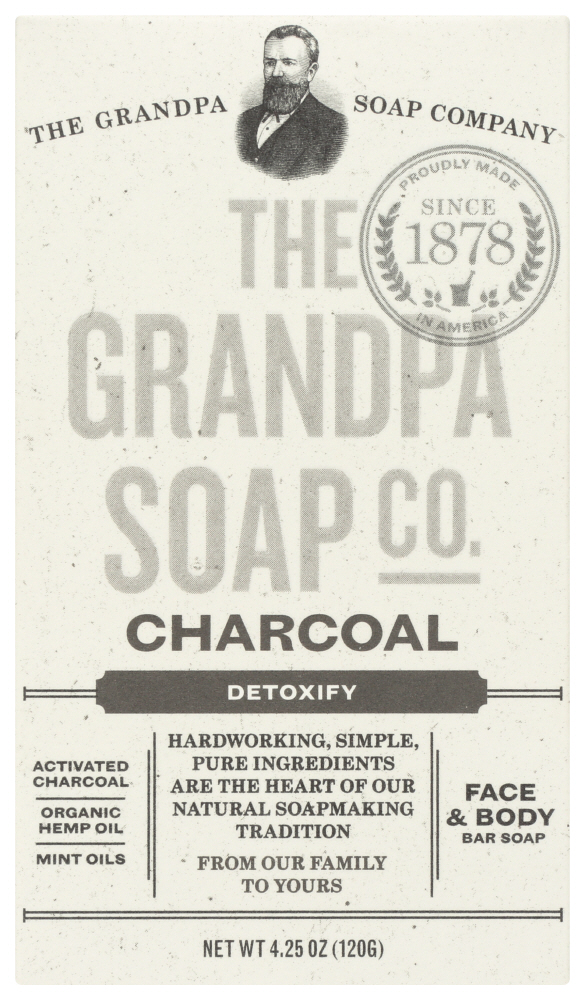 THE GRANDPA SOAP COMPANY
PROUDLY MADE
SINCE
1878
IN AMERICA
THE
GRANDPA
SOAP CO.
CHARCOAL
DETOXIFY
ACTIVATED
CHARCOAL
ORGANIC
HEMP OIL
MINT OILS
HARDWORKING, SIMPLE,
PURE INGREDIENTS
ARE THE HEART OF OUR
NATURAL SOAPMAKING
TRADITION
FROM OUR FAMILY
TO YOURS
FACE
& BODY
BAR SOAP
NET WT 4.25 OZ (120G)